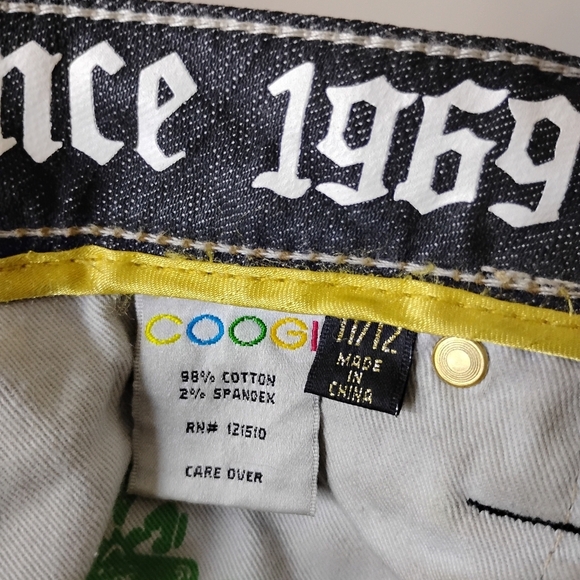 nce 1969
COOGI
98% COTTON
2% SPANDEX
RN# 121510
CARE OVER
11/12
MADE
IN
CHINA